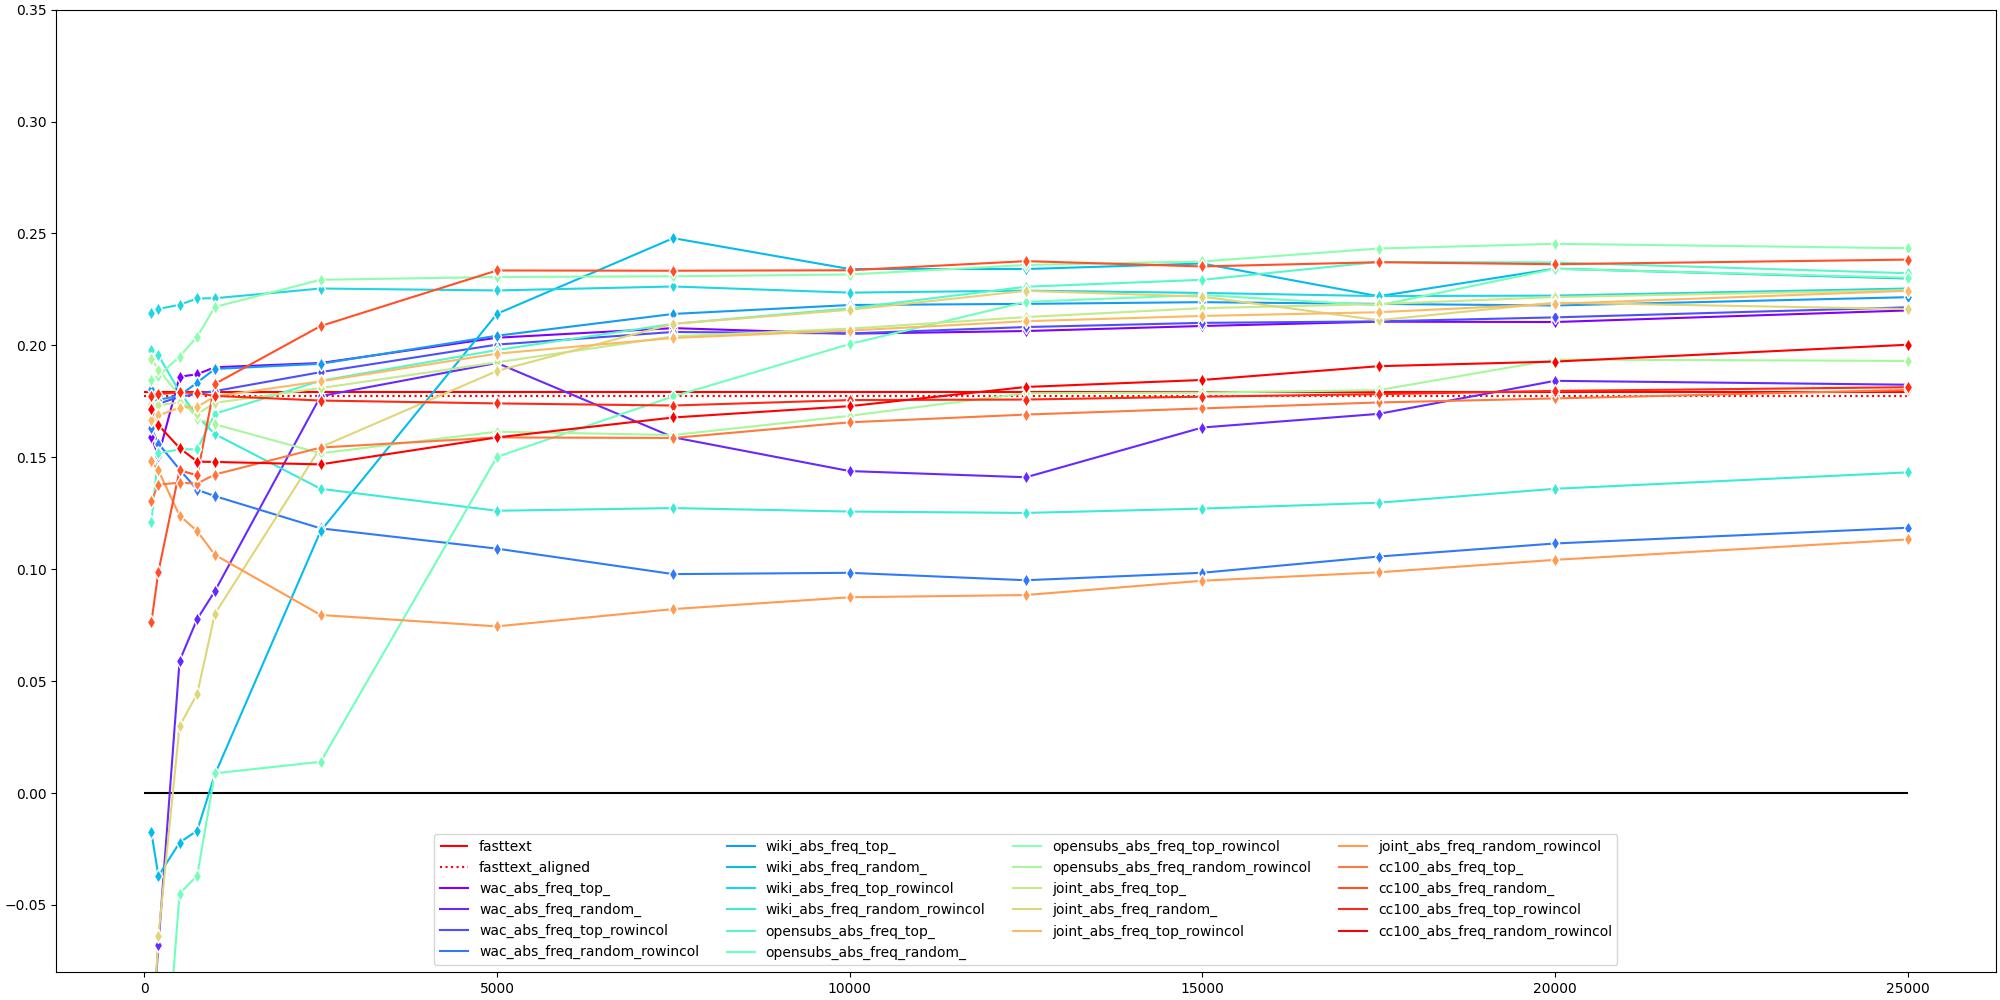 0.35
0.30
0.25
0.20
0.15
0.10
0.05
0.00
−0.05
fasttext
fasttext_aligned
wac_abs_freq_top_
wac_abs_freq_random_
wac_abs_freq_top_rowincol
wac_abs_freq_random_rowincol
wiki_abs_freq_top_
wiki_abs_freq_random_
wiki_abs_freq_top_rowincol
wiki_abs_freq_random_rowincol
opensubs_abs_freq_top_
opensubs_abs_freq_random_
opensubs_abs_freq_top_rowincol
opensubs_abs_freq_random_rowincol
joint_abs_freq_top_
joint_abs_freq_random_
joint_abs_freq_top_rowincol
joint_abs_freq_random_rowincol
cc100_abs_freq_top_
cc100_abs_freq_random_
cc100_abs_freq_top_rowincol
cc100_abs_freq_random_rowincol
0 5000 10000 15000 20000 25000